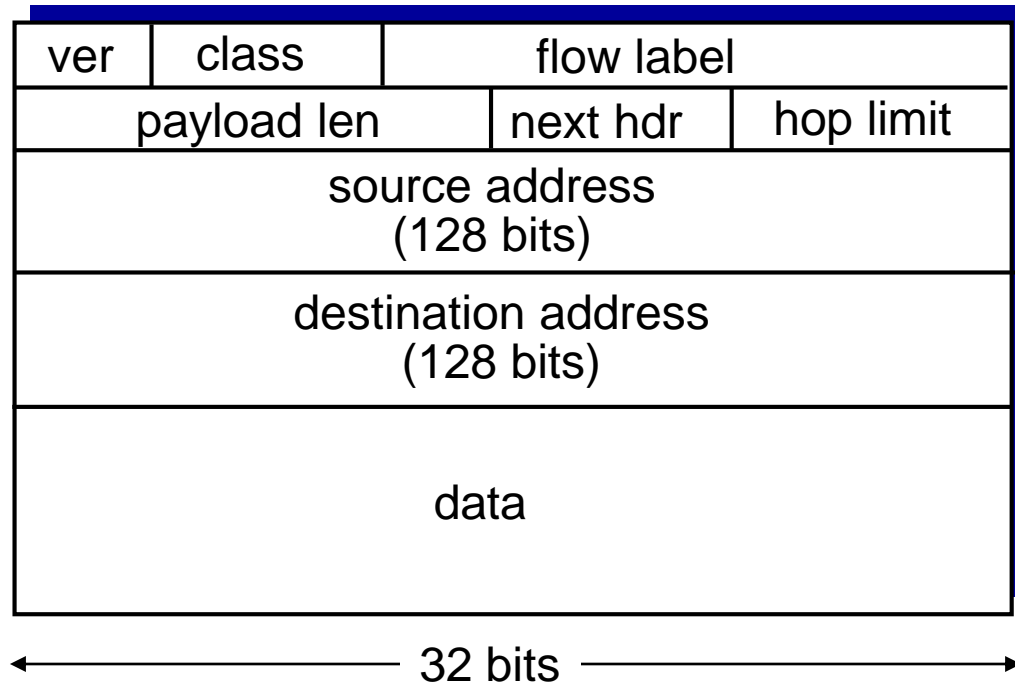 ver class flow label
payload len next hdr hop limit
source address
(128 bits)
destination address
(128 bits)
data
32 bits